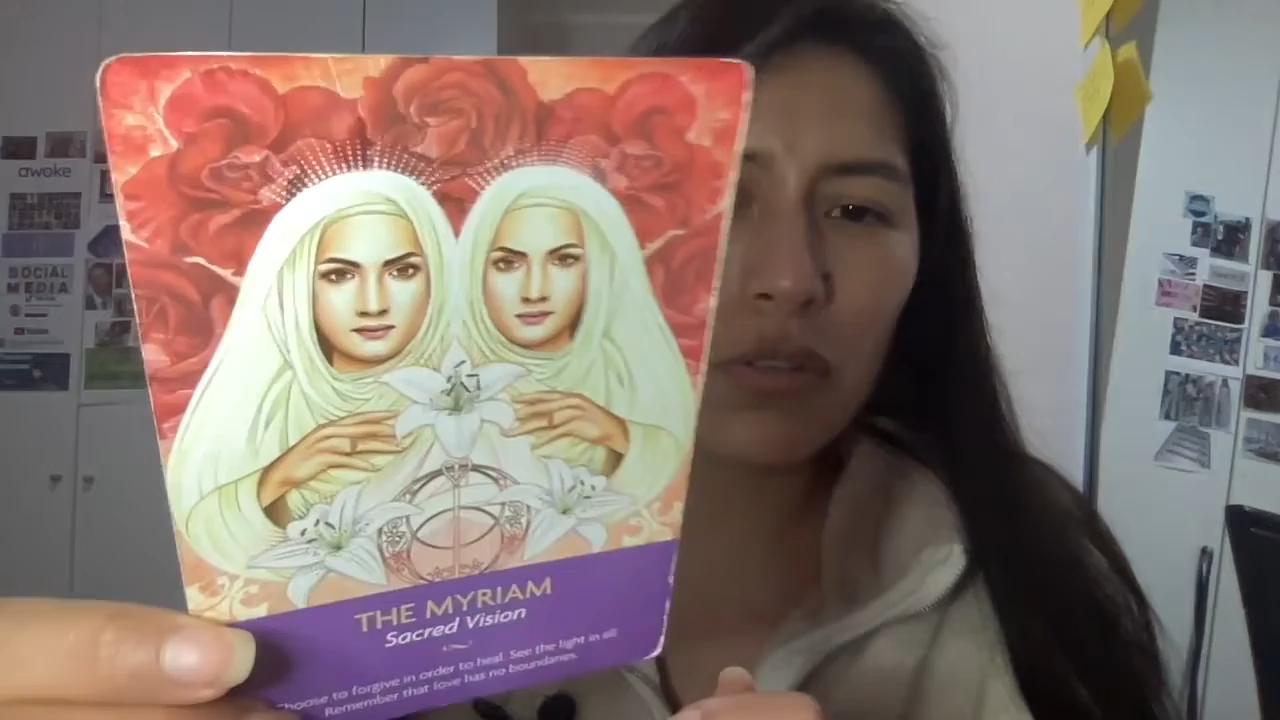 awake
SOCIAL
MEDIA
THE MYRIAM
Sacred Vision
Choose to forgive in order to heal. See the light in all.
Remember that love has no boundaries.